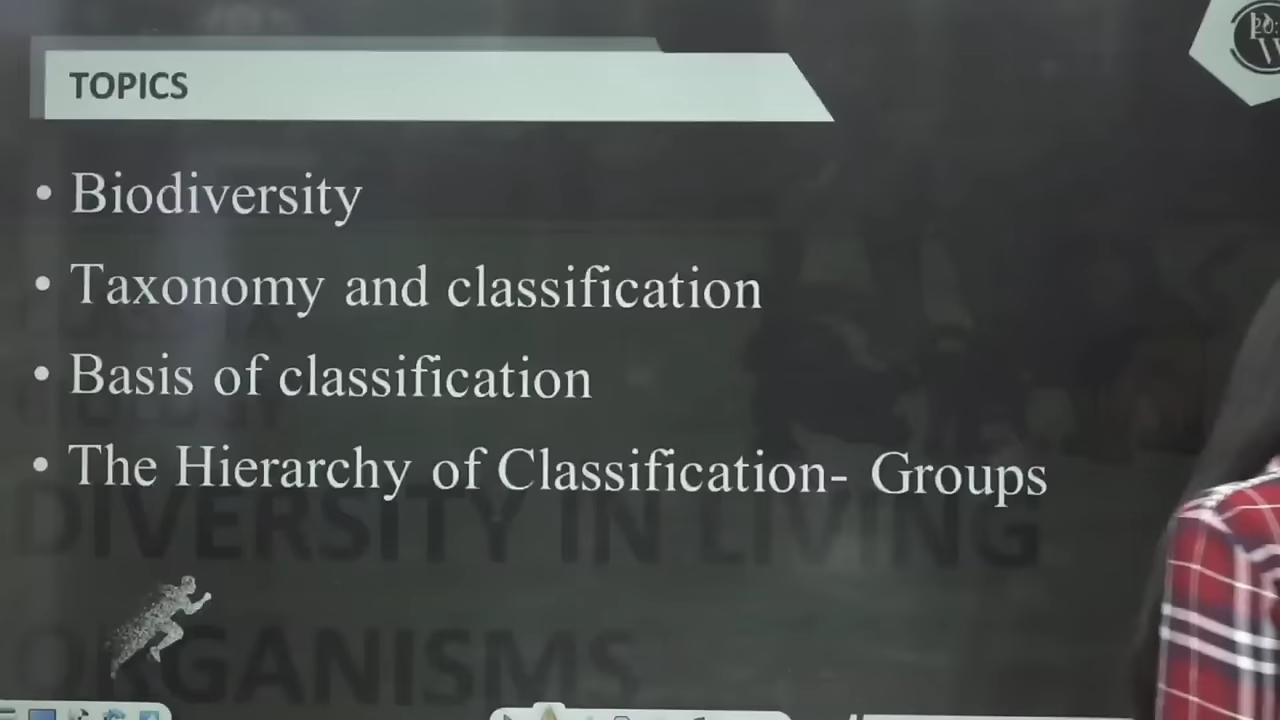 TOPICS
• Biodiversity
• Taxonomy and classification
• Basis of classification
• The Hierarchy of Classification- Groups
DIVERSITY IN LIVING
ORGANISMS